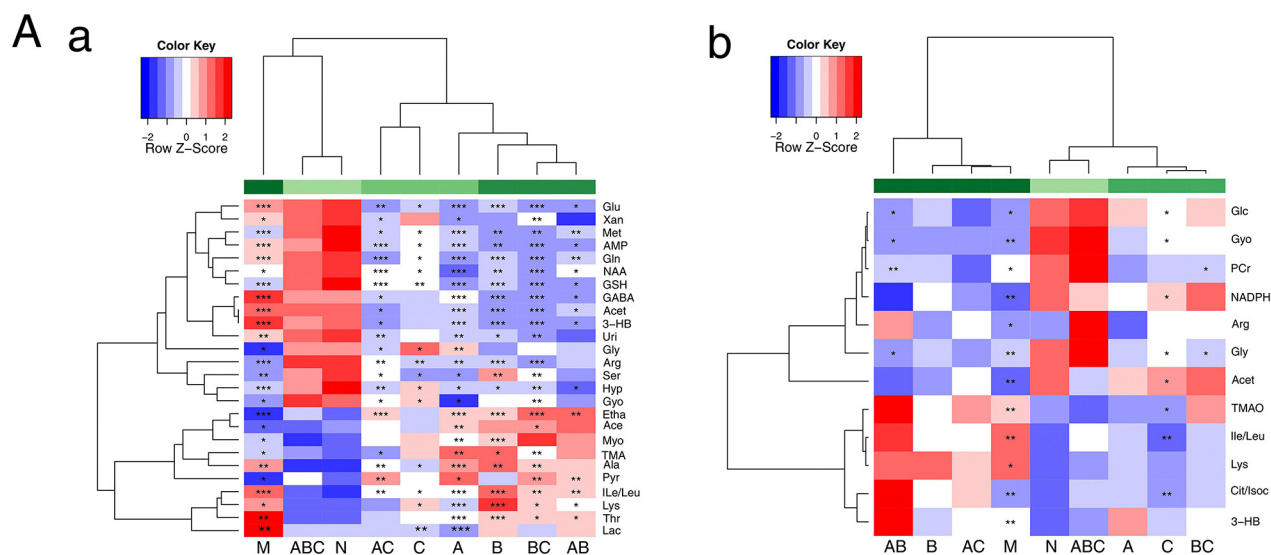 A a
Color Key
-2 -1 0 1 2
Row Z-Score
Glu *** ** * *** *** *** *
Xan * * * **
Met *** ** * *** ** ** **
AMP *** *** * *** ** *** *
Gln *** *** * *** ** *** **
NAA * *** * *** ** *** *
GSH *** *** ** *** ** *** *
GABA *** * *** *** *** *
Acet *** * *** *** *** *
3-HB *** * *** *** *** *
Uri ** ** ** * **
Gly * * * **
Arg *** ** ** ** *** ***
Ser ** * * * ** **
Hyp *** ** * * * ** *
Gyo * * * * **
Etha *** *** *** *** *** **
Ace ** *
Myo * ** ***
TMA * * ** * **
Ala ** ** * *** ** **
Pyr * ** * ** **
ILe/Leu *** ** * *** *** ** **
Lys * * * *** * *
Thr ** *** *** * *
Lac ** ** ***
M ABC N AC C A B BC AB
b
Color Key
-2 -1 0 1 2
Row Z-Score
Glc * * *
Gyo * ** *
PCr ** * *
NADPH ** *
Arg *
Gly * ** * *
Acet ** *
TMAO ** *
Ile/Leu ** **
Lys *
Cit/Isoc ** **
3-HB **
AB B AC M N ABC A C BC